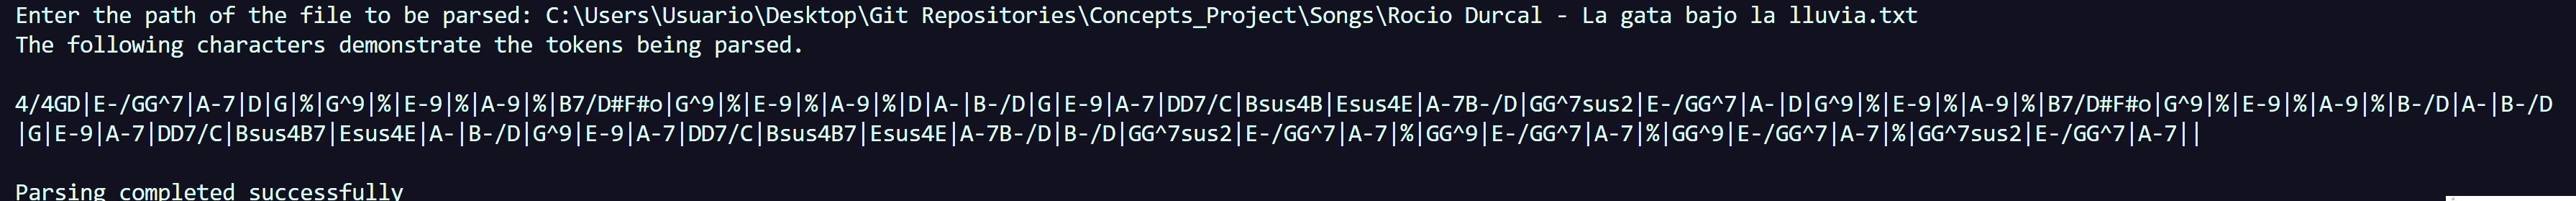 Enter the path of the file to be parsed: C:\Users\Usuario\Desktop\Git Repositories\Concepts_Project\Songs\Rocio Durcal - La gata bajo la lluvia.txt
The following characters demonstrate the tokens being parsed.
4/4GD|E-/GG^7|A-7|D|G|%|G^9|%|E-9|%|A-9|%|B7/D#F#o|G^9|%|E-9|%|A-9|%|D|A-|B-/D|G|E-9|A-7|DD7/C|Bsus4B|Esus4E|A-7B-/D|GG^7sus2|E-/GG^7|A-|D|G^9|%|E-9|%|A-9|%|B7/D#F#o|G^9|%|E-9|%|A-9|%|B-/D|A-|B-/D
|G|E-9|A-7|DD7/C|Bsus4B7|Esus4E|A-|B-/D|G^9|E-9|A-7|DD7/C|Bsus4B7|Esus4E|A-7B-/D|B-/D|GG^7sus2|E-/GG^7|A-7|%|GG^9|E-/GG^7|A-7|%|GG^9|E-/GG^7|A-7|%|GG^7sus2|E-/GG^7|A-7||
Parsing completed successfully